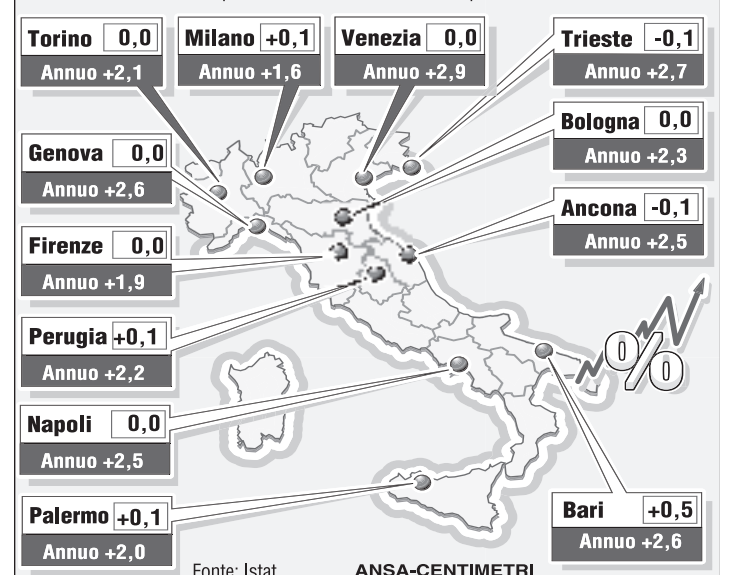 Torino 0,0
Annuo +2,1
Milano +0,1
Annuo +1,6
Venezia 0,0
Annuo +2,9
Trieste -0,1
Annuo +2,7
Bologna 0,0
Annuo +2,3
Genova 0,0
Annuo +2,6
Ancona -0,1
Annuo +2,5
Firenze 0,0
Annuo +1,9
Perugia +0,1
Annuo +2,2
%
Napoli 0,0
Annuo +2,5
Palermo +0,1
Annuo +2,0
Bari +0,5
Annuo +2,6
Fonte: Istat
ANSA-CENTIMETRI